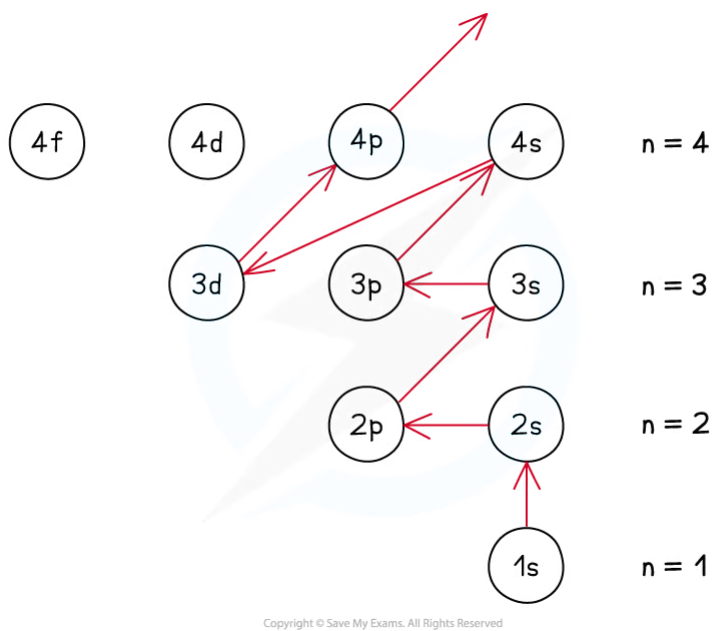 4f 4d 4p 4s n = 4
3d 3p 3s n = 3
2p 2s n = 2
1s n = 1
Copyright © Save My Exams. All Rights Reserved